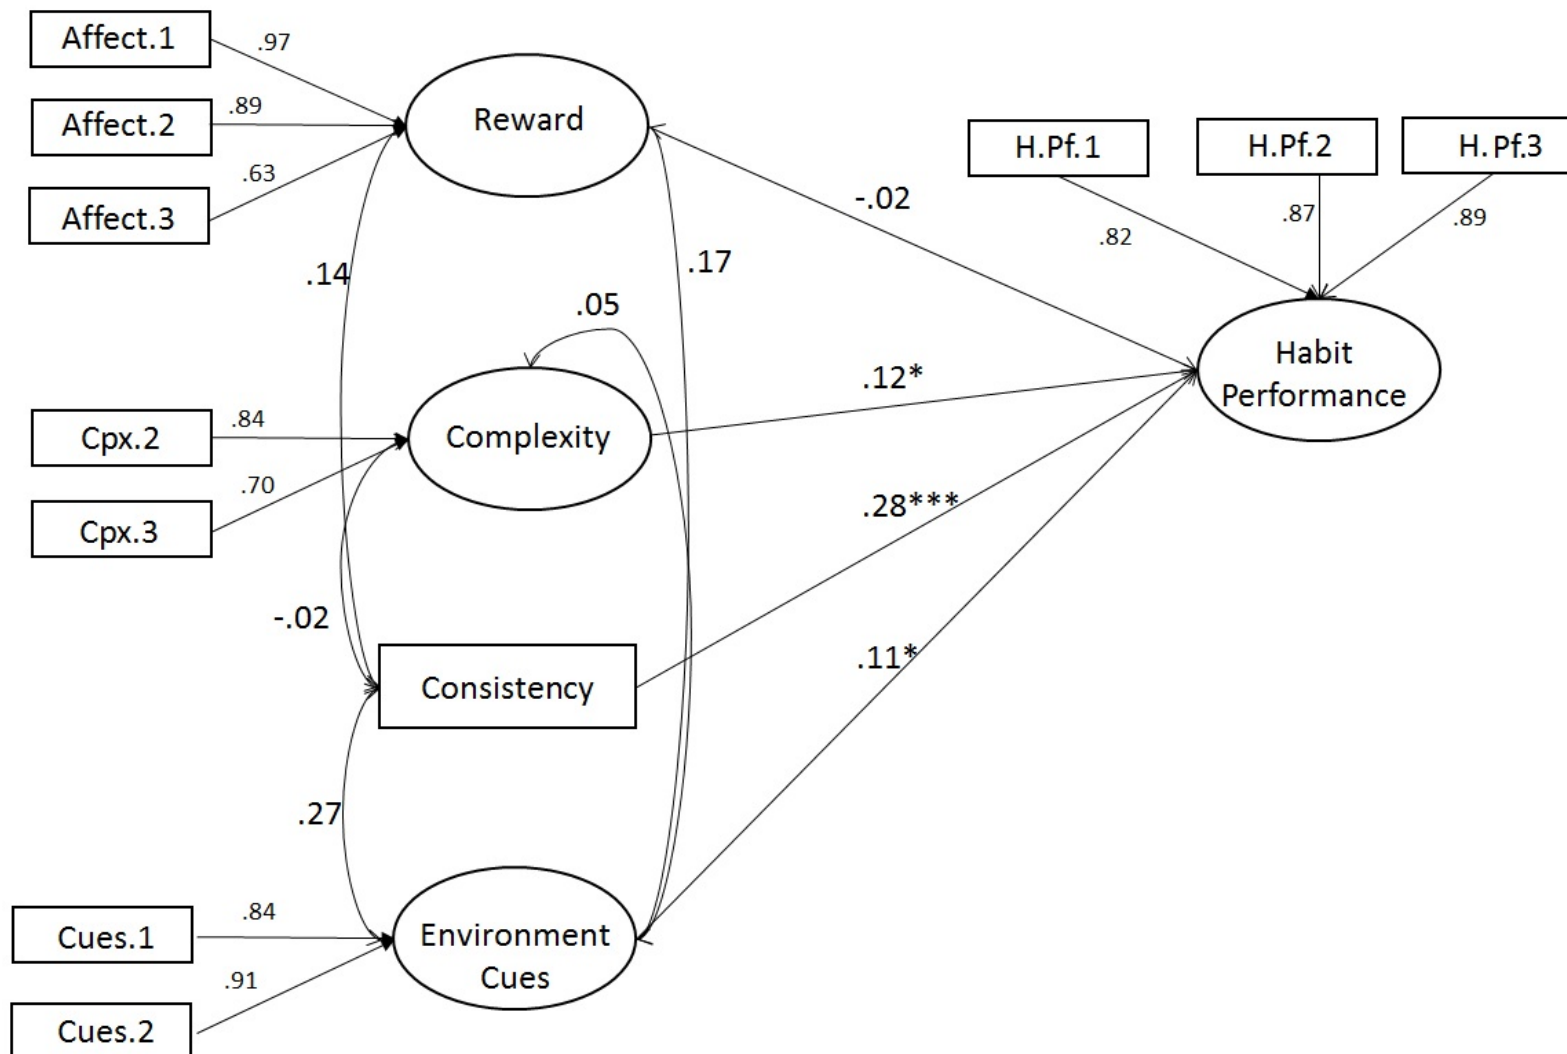 Affect.1
.97
Affect.2
.89
Affect.3
.63
Reward
H.Pf.1
H.Pf.2
H.Pf.3
.82
.87
.89
-.02
.14
.17
.05
Habit
Performance
.12*
Cpx.2
.84
Complexity
Cpx.3
.70
.28***
-.02
.11*
Consistency
.27
Cues.1
.84
Environment
Cues
Cues.2
.91